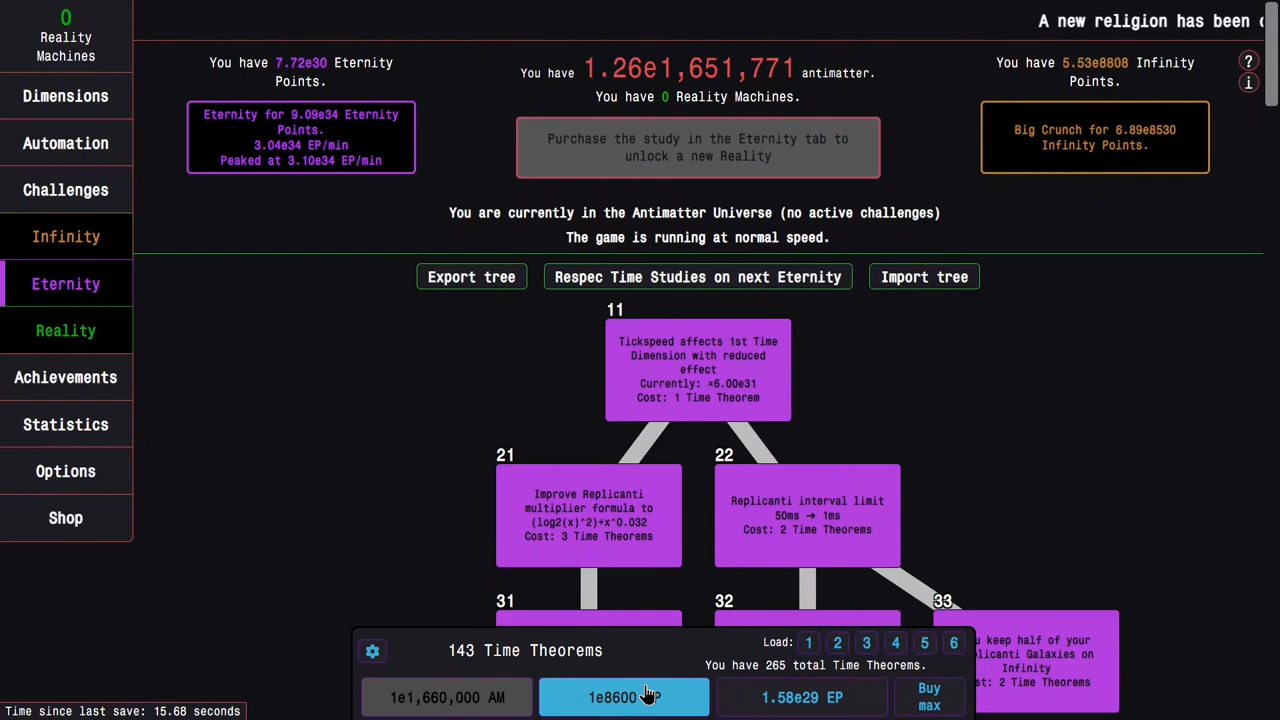 0
Reality
Machines
Dimensions
Automation
Challenges
Infinity
Eternity
Reality
Achievements
Statistics
Options
Shop
A new religion has been
You have 7.72e30 Eternity
Points.
Eternity for 9.09e34 Eternity
Points.
3.04e34 EP/min
Peaked at 3.10e34 EP/min
You have 1.26e1,651,771 antimatter.
You have 0 Reality Machines.
Purchase the study in the Eternity tab to
unlock a new Reality
You have 5.53e8808 Infinity
Points.
Big Crunch for 6.89e8530
Infinity Points.
?
i
You are currently in the Antimatter Universe (no active challenges)
The game is running at normal speed.
Export tree
Respec Time Studies on next Eternity
Import tree
11
Tickspeed affects 1st Time
Dimension with reduced
effect
Currently: ×6.00e31
Cost: 1 Time Theorem
21
Improve Replicanti
multiplier formula to
(log2(x)^2)+x^0.032
Cost: 3 Time Theorems
22
Replicanti interval limit
50ms ➜ 1ms
Cost: 2 Time Theorems
31
32
33
keep half of your
Galaxies on
Infinity
2 Time Theorems
143 Time Theorems
Load: 1 2 3 4 5 6
You have 265 total Time Theorems.
1e1,660,000 AM
1e8600
1.58e29 EP
Buy
max
Time since last save: 15.68 seconds